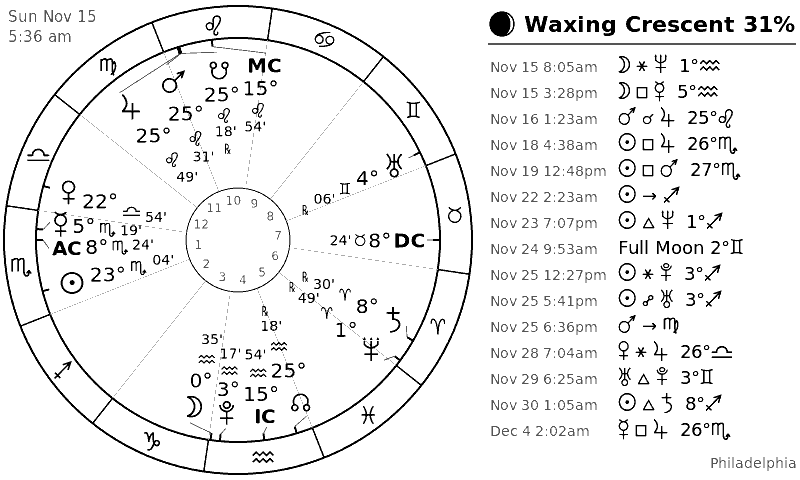 Sun Nov 15
5:36 am
Waxing Crescent 31%
Nov 15 8:05am ☽ ⚹ ♆ 1°♒
Nov 15 3:28pm ☽ □ ☿ 5°♒
Nov 16 1:23am ♂ ☌ ♃ 25°♌
Nov 18 4:38am ☉ □ ♃ 26°♏
Nov 19 12:48pm ☉ □ ♂ 27°♏
Nov 22 2:23am ☉ → ♐
Nov 23 7:07pm ☉ △ ♆ 1°♐
Nov 24 9:53am Full Moon 2°♊
Nov 25 12:27pm ☉ ⚹ ⯓ 3°♐
Nov 25 5:41pm ☉ ☍ ♅ 3°♐
Nov 25 6:36pm ♂ → ♍
Nov 28 7:04am ♀ ⚹ ♃ 26°♎
Nov 29 6:25am ♅ △ ⯓ 3°♊
Nov 30 1:05am ☉ △ ♄ 8°♐
Dec 4 2:02am ☿ □ ♃ 26°♏
Philadelphia
♌
♋
♊
♉
♈
♓
♒
♑
♐
♏
♎
♍
MC 15° ♌ 54'
☋ 25° ♌ 18' ℞
♂ 25° ♌ 31'
♃ 25° ♌ 49'
♅ 4° ♊ 06' ℞
DC 8° ♉ 24'
♄ 8° ♈ 30' ℞
♆ 1° ♈ 49' ℞
☊ 25° ♒ 18' ℞
IC 15° ♒ 54'
⯓ 3° ♒ 17'
☽ 0° ♒ 35'
☉ 23° ♏ 04'
AC 8° ♏ 24'
☿ 5° ♏ 19'
♀ 22° ♎ 54'
1
2
3
4
5
6
7
8
9
10
11
12